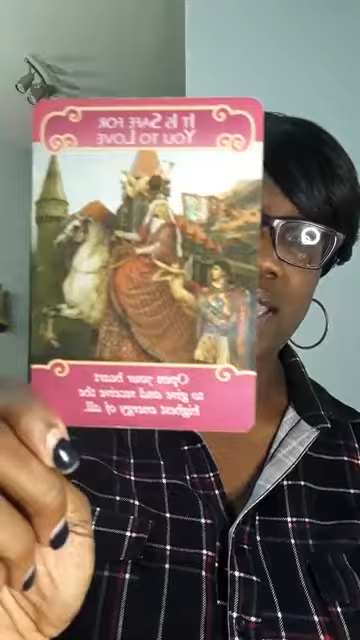 IT IS SAFE FOR
YOU TO LOVE
Open your heart
to give and receive the
highest energy of all.